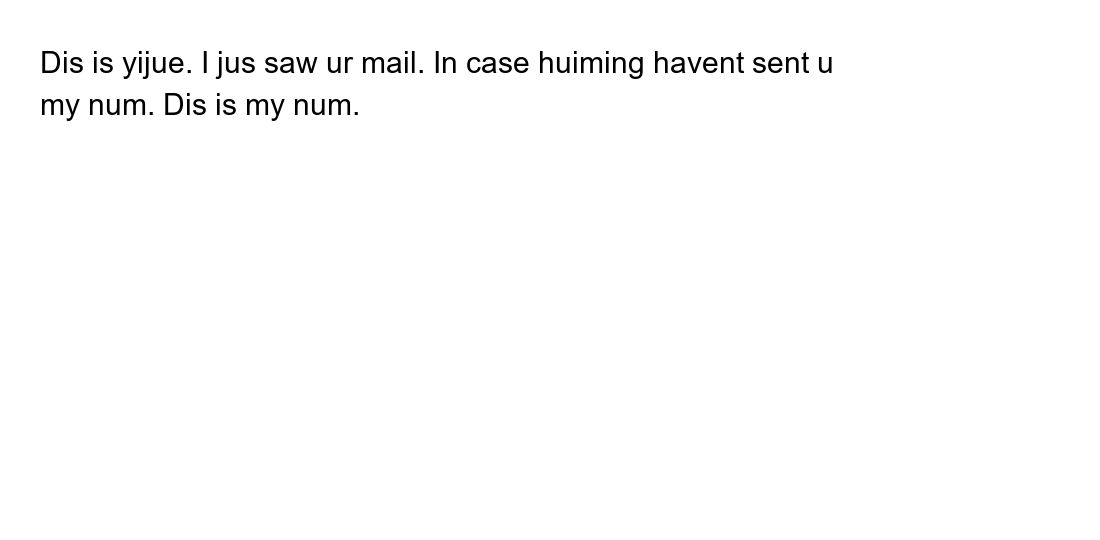 Dis is yijue. I jus saw ur mail. In case huiming havent sent u
my num. Dis is my num.